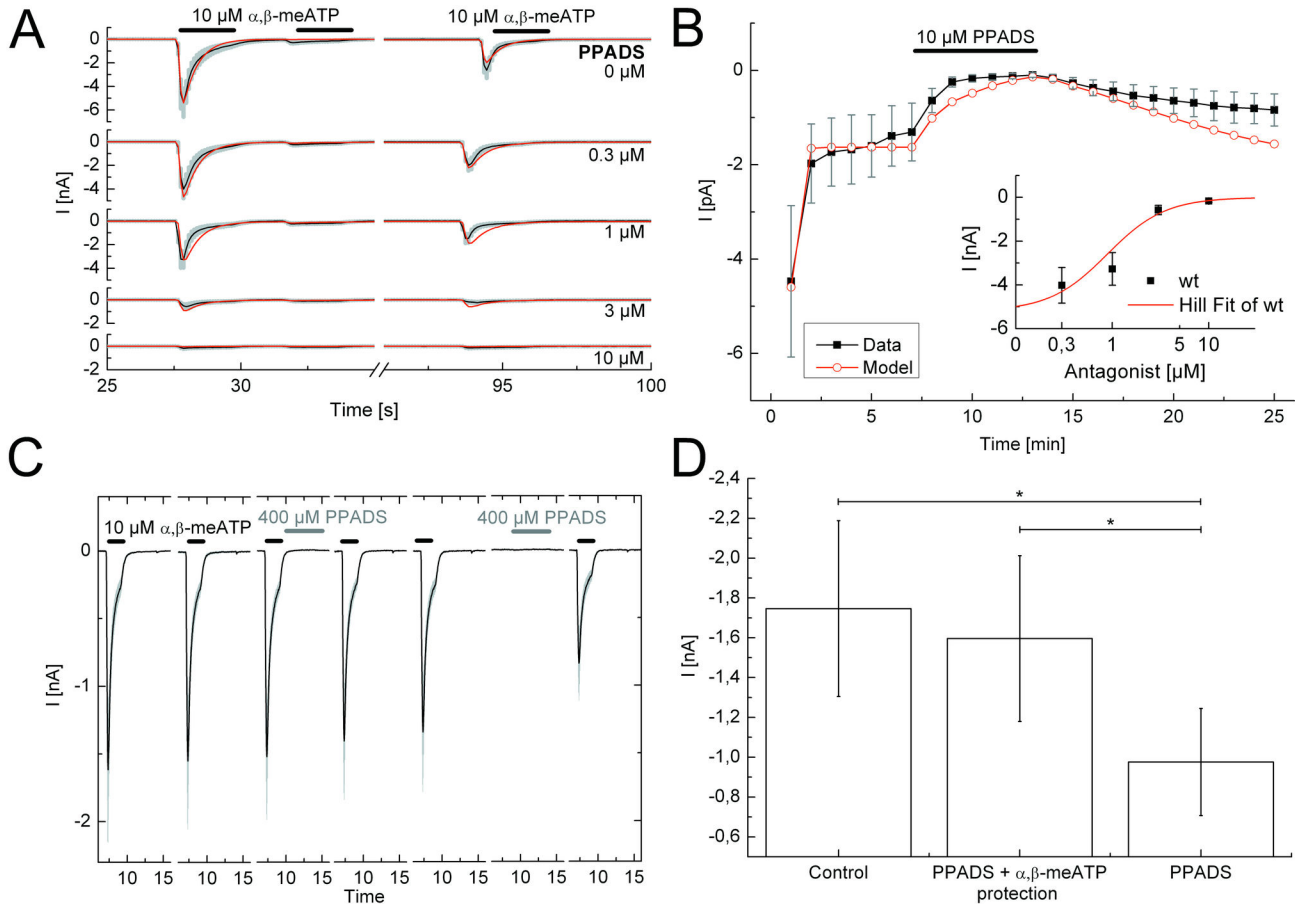 A
10 µM α,β-meATP
10 µM α,β-meATP
PPADS
0
-2
-4
-6
0 µM
0
-2
-4
0.3 µM
0
-2
-4
1 µM
0
-2
3 µM
0
-2
10 µM
I [nA]
25 30 95 100
Time [s]
B
10 µM PPADS
0
-2
-4
-6
I [pA]
Data
Model
0 5 10 15 20 25
Time [min]
0
-2
-4
-6
I [nA]
wt
Hill Fit of wt
0 0,3 1 5 10
Antagonist [µM]
C
10 µM α,β-meATP
400 µM PPADS
400 µM PPADS
0
-1
-2
I [nA]
10 15 10 15 10 15 10 15 10 15 10 15 10 15
Time
D
-2,4
-2,2
-2,0
-1,8
-1,6
-1,4
-1,2
-1,0
-0,8
-0,6
I [nA]
*
*
Control
PPADS + α,β-meATP
protection
PPADS